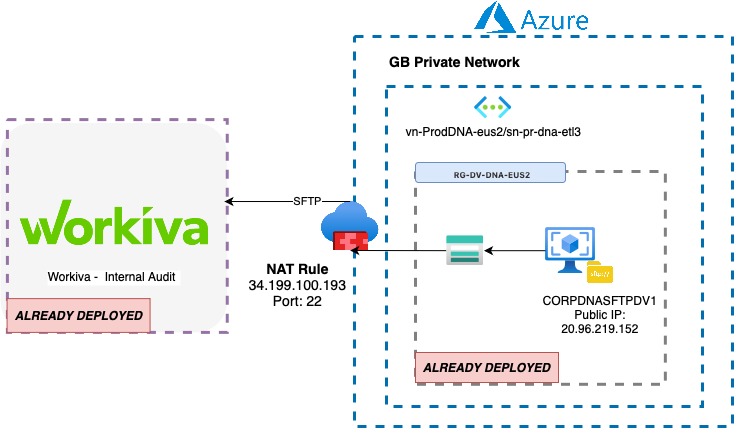 Azure
GB Private Network
vn-ProdDNA-eus2/sn-pr-dna-etl3
RG-DV-DNA-EUS2
SFTP
workiva
Workiva - Internal Audit
NAT Rule
34.199.100.193
Port: 22
sftp://
CORPDNASFTPDV1
Public IP:
20.96.219.152
ALREADY DEPLOYED
ALREADY DEPLOYED